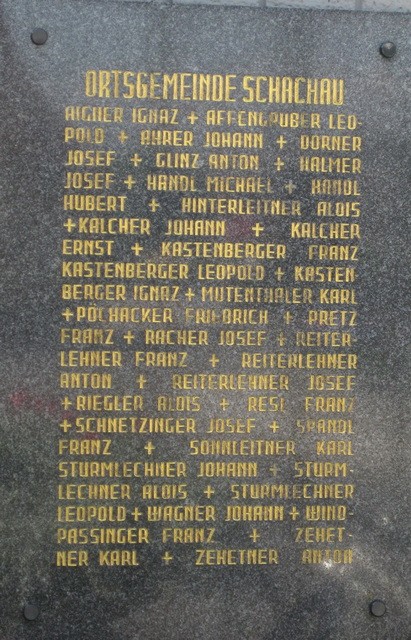 ORTSGEMEINDE SCHACHAU
AIGNER IGNAZ + AFFENGRUBER LEO-
POLD + AHRER JOHANN + DORNER
JOSEF + GLINZ ANTON + HALMER
JOSEF + HANDL MICHAEL + HANDL
HUBERT + HINTERLEITNER ALOIS
+ KALCHER JOHANN + KALCHER
ERNST + KASTENBERGER FRANZ
KASTENBERGER LEOPOLD + KASTEN
BERGER IGNAZ + MUTENTHALER KARL
+ PÖLHACKER FRIEDRICH + PRETZ
FRANZ + RACHER JOSEF + REITER-
LEHNER FRANZ + REITERLEHNER
ANTON + REITERLEHNER JOSEF
+ RIEGLER ALOIS + RESL FRANZ
+ SCHNETZINGER JOSEF + SPANDL
FRANZ + SONNLEITNER KARL
STURMLECHNER JOHANN + STURM-
LECHNER ALOIS + STURMLECHNER
LEOPOLD + WAGNER JOHANN + WIND-
PASSINGER FRANZ + ZEHET-
NER KARL + ZEHETNER ANTON